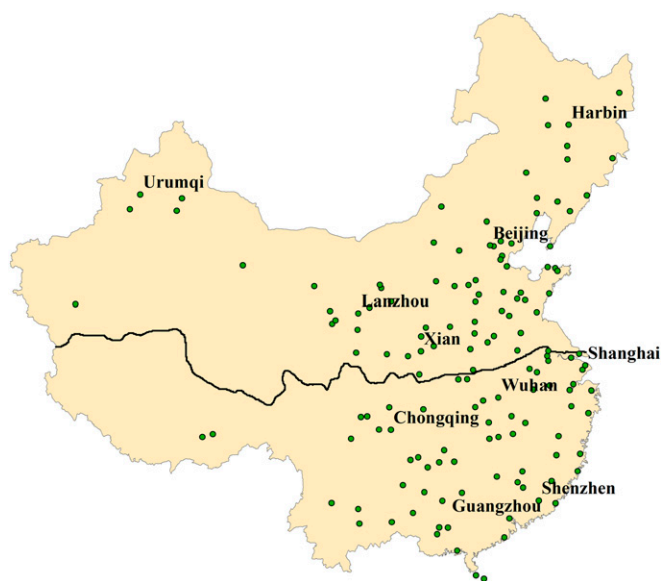 Harbin
Urumqi
Beijing
Lanzhou
Xian
Shanghai
Wuhan
Chongqing
Shenzhen
Guangzhou